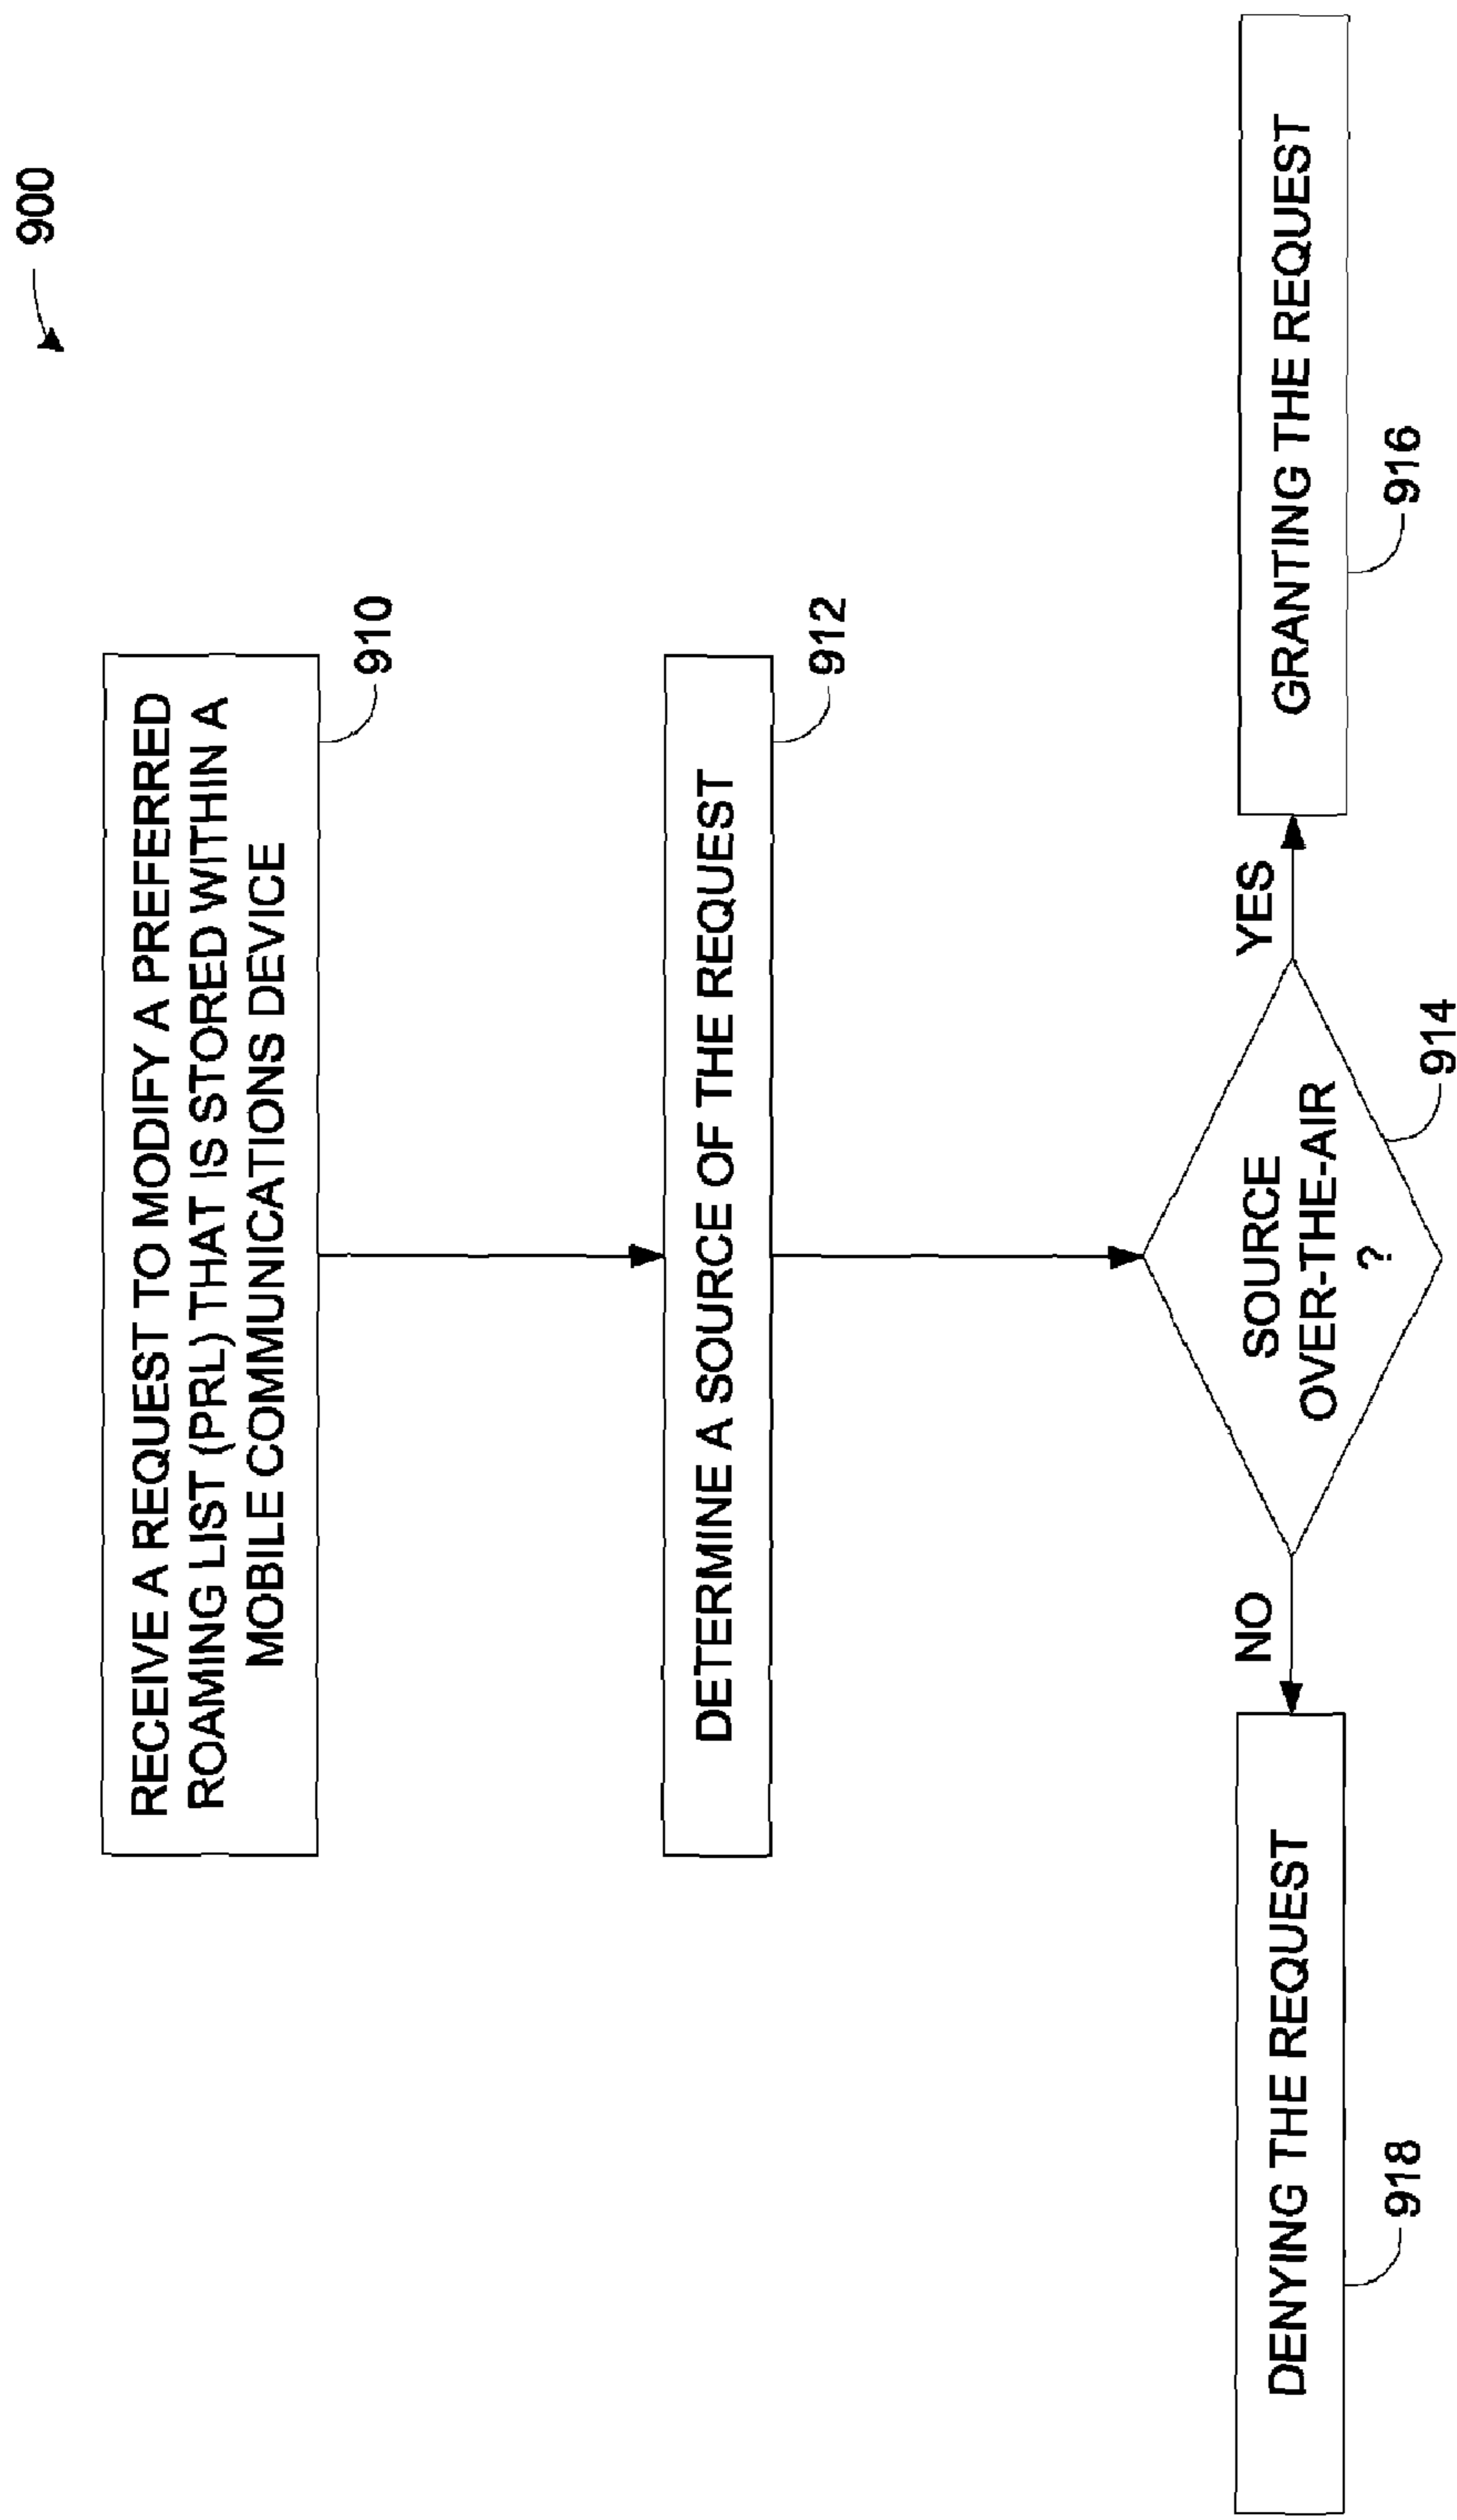 900
RECEIVE A REQUEST TO MODIFY A PREFERRED
ROAMING LIST (PRL) THAT IS STORED WITHIN A
MOBILE COMMUNICATIONS DEVICE
910
DETERMINE A SOURCE OF THE REQUEST
912
SOURCE
OVER-THE-AIR
?
914
NO
YES
DENYING THE REQUEST
918
GRANTING THE REQUEST
916